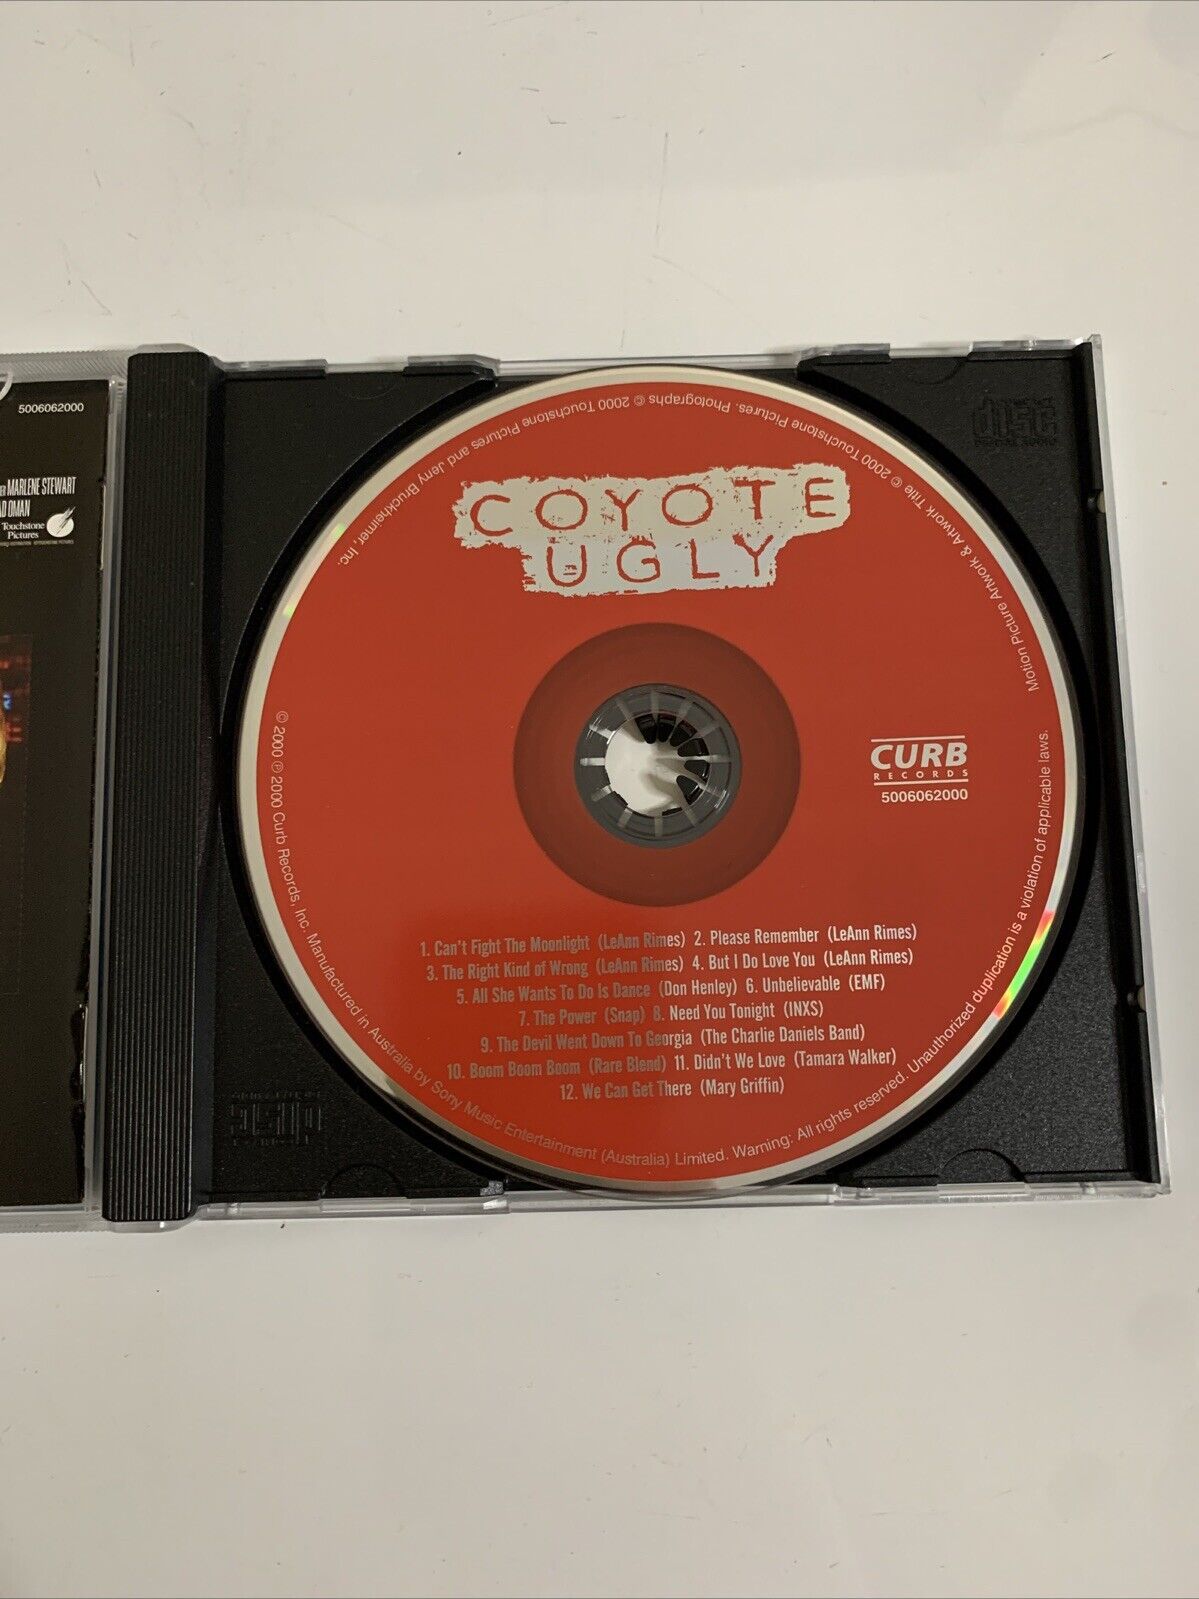 5006062000
MARLENE STEWART
AD OMAN
Touchstone
Pictures
COYOTE
UGLY
CURB
RECORDS
5006062000
1. Can't Fight The Moonlight (LeAnn Rimes) 2. Please Remember (LeAnn Rimes)
3. The Right Kind of Wrong (LeAnn Rimes) 4. But I Do Love You (LeAnn Rimes)
5. All She Wants To Do Is Dance (Don Henley) 6. Unbelievable (EMF)
7. The Power (Snap) 8. Need You Tonight (INXS)
9. The Devil Went Down To Georgia (The Charlie Daniels Band)
10. Boom Boom Boom (Rare Blend) 11. Didn't We Love (Tamara Walker)
12. We Can Get There (Mary Griffin)
© 2000 ℗ 2000 Curb Records, Inc. Manufactured in Australia by Sony Music Entertainment (Australia) Limited. Warning: All rights reserved. Unauthorized duplication is a violation of applicable laws.
Motion Picture Artwork & Artwork Title © 2000 Touchstone Pictures. Photographs © 2000 Touchstone Pictures and Jerry Bruckheimer, Inc.
disc
DIGITAL AUDIO
disc